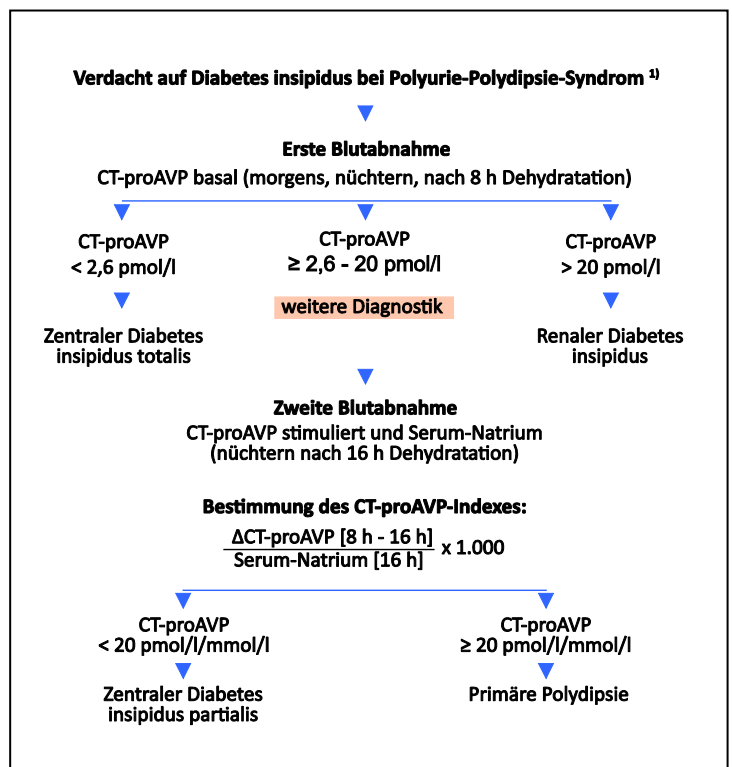 Verdacht auf Diabetes insipidus bei Polyurie-Polydipsie-Syndrom ¹⁾
Erste Blutabnahme
CT-proAVP basal (morgens, nüchtern, nach 8 h Dehydratation)
CT-proAVP
< 2,6 pmol/l
CT-proAVP
≥ 2,6 - 20 pmol/l
CT-proAVP
> 20 pmol/l
weitere Diagnostik
Zentraler Diabetes
insipidus totalis
Renaler Diabetes
insipidus
Zweite Blutabnahme
CT-proAVP stimuliert und Serum-Natrium
(nüchtern nach 16 h Dehydratation)
Bestimmung des CT-proAVP-Indexes:
ΔCT-proAVP [8 h - 16 h]
Serum-Natrium [16 h]
x 1.000
CT-proAVP
< 20 pmol/l/mmol/l
CT-proAVP
≥ 20 pmol/l/mmol/l
Zentraler Diabetes
insipidus partialis
Primäre Polydipsie